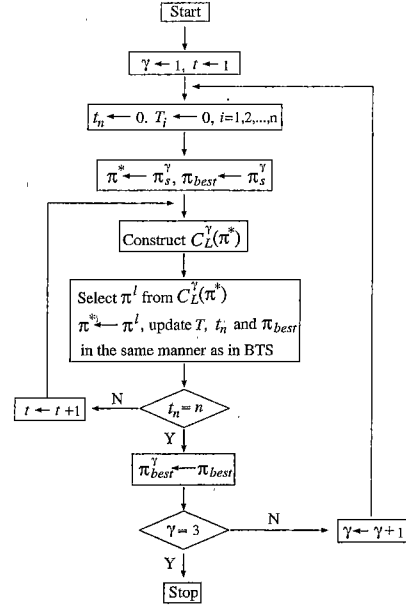 Start
γ ← 1, t ← 1
t_n ← 0. T_i ← 0, i=1,2,...,n
π* ← π_s^γ, π_best ← π_s^γ
Construct C_L^γ(π*)
Select π^l from C_L^γ(π*)
π* ← π^l, update T, t_n and π_best
in the same manner as in BTS
t_n = n
N
t ← t+1
Y
π_best^γ ← π_best
γ = 3
N
γ ← γ+1
Y
Stop